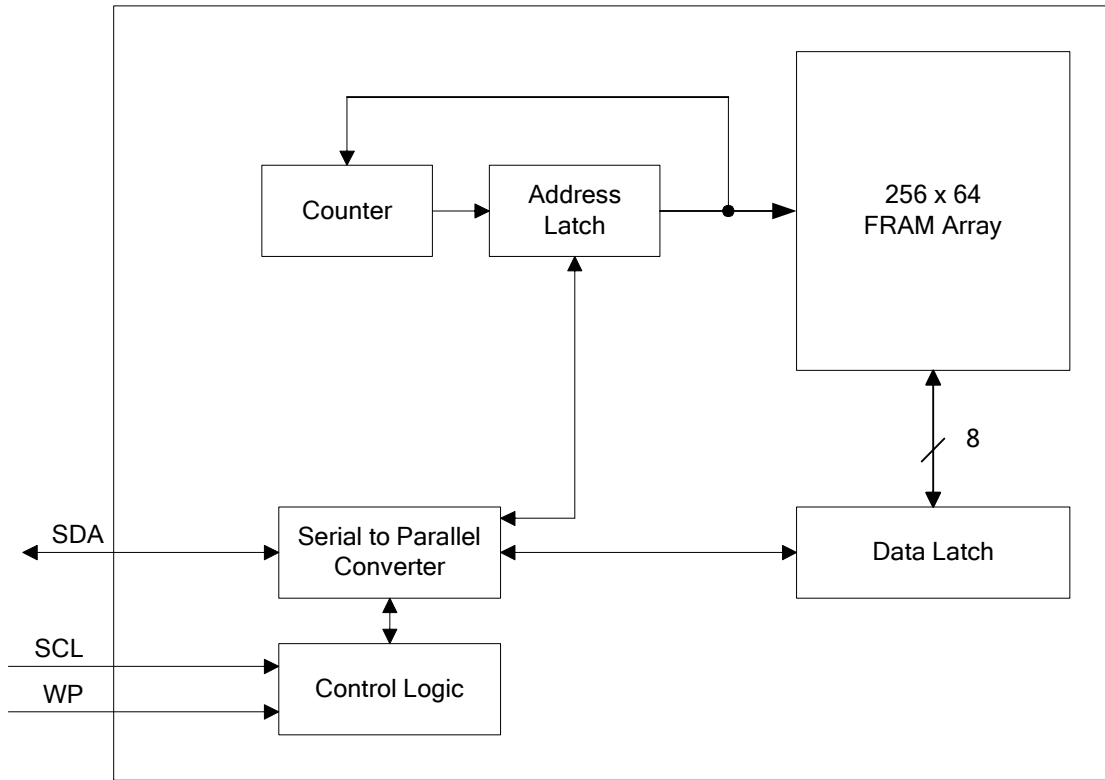 Counter
Address
Latch
256 x 64
FRAM Array
8
SDA
Serial to Parallel
Converter
Data Latch
SCL
WP
Control Logic